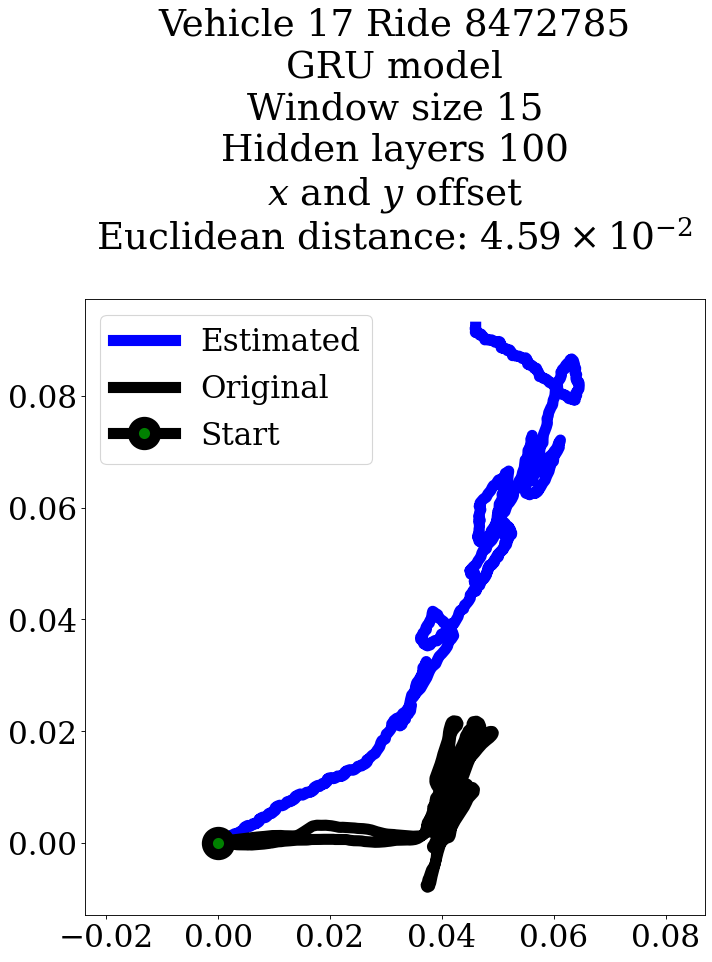 Vehicle 17 Ride 8472785
GRU model
Window size 15
Hidden layers 100
x and y offset
Euclidean distance: 4.59 × 10⁻²
Estimated
Original
Start
0.08
0.06
0.04
0.02
0.00
−0.02 0.00 0.02 0.04 0.06 0.08